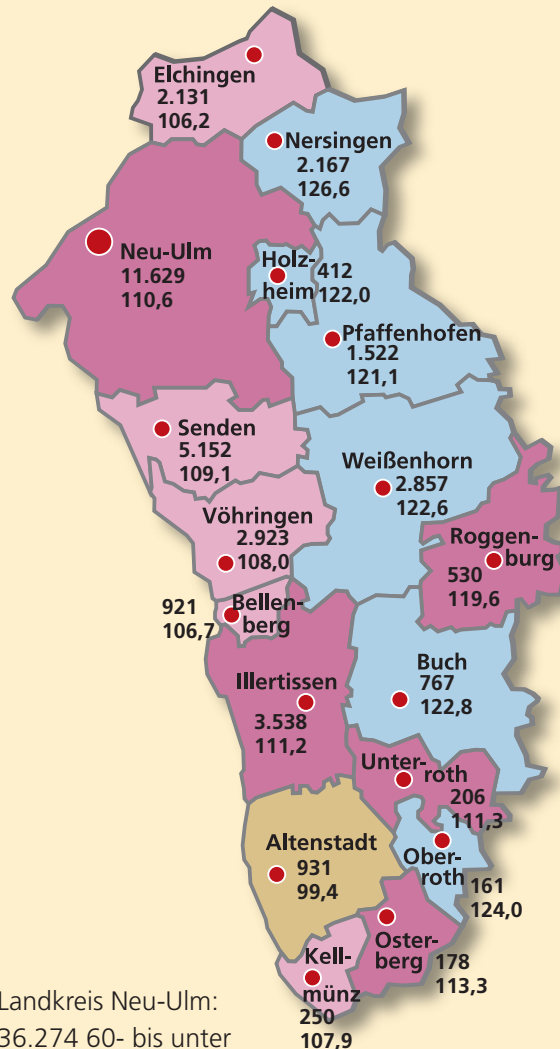 Elchingen
2.131
106,2
Nersingen
2.167
126,6
Neu-Ulm
11.629
110,6
Holz-
heim
412
122,0
Pfaffenhofen
1.522
121,1
Senden
5.152
109,1
Weißenhorn
2.857
122,6
Vöhringen
2.923
108,0
Roggen-
burg
530
119,6
921
106,7
Bellen-
berg
Buch
767
122,8
Illertissen
3.538
111,2
Unter-
roth
206
111,3
Altenstadt
931
99,4
Ober-
roth
161
124,0
Oster-
berg
178
113,3
Kell-
münz
250
107,9
Landkreis Neu-Ulm:
36.274 60- bis unter